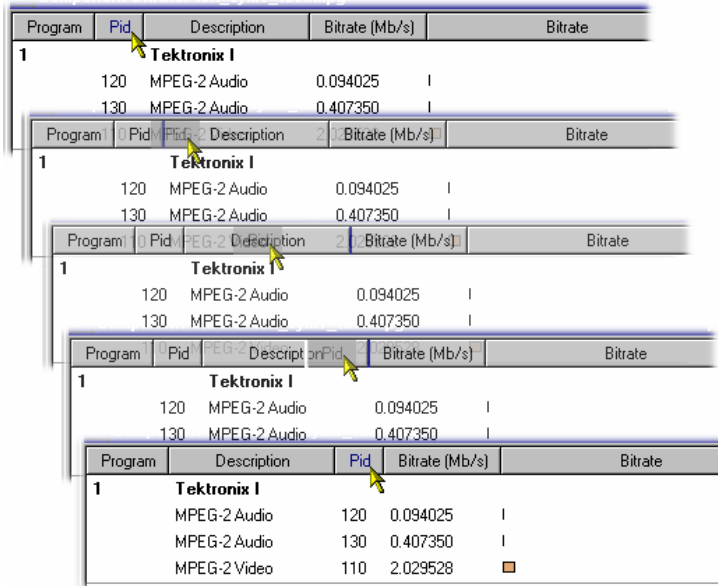 Program Pid Description Bitrate (Mb/s) Bitrate
1 Tektronix I
120 MPEG-2 Audio 0.094025
130 MPEG-2 Audio 0.407350
Program Pid Pid Description Bitrate (Mb/s) Bitrate
1 Tektronix I
120 MPEG-2 Audio 0.094025
130 MPEG-2 Audio 0.407350
Program Pid Description Bitrate (Mb/s) Bitrate
1 Tektronix I
120 MPEG-2 Audio 0.094025
130 MPEG-2 Audio 0.407350
Program Pid Description Pid Bitrate (Mb/s) Bitrate
1 Tektronix I
120 MPEG-2 Audio 0.094025
130 MPEG-2 Audio 0.407350
Program Description Pid Bitrate (Mb/s) Bitrate
1 Tektronix I
MPEG-2 Audio 120 0.094025
MPEG-2 Audio 130 0.407350
MPEG-2 Video 110 2.029528